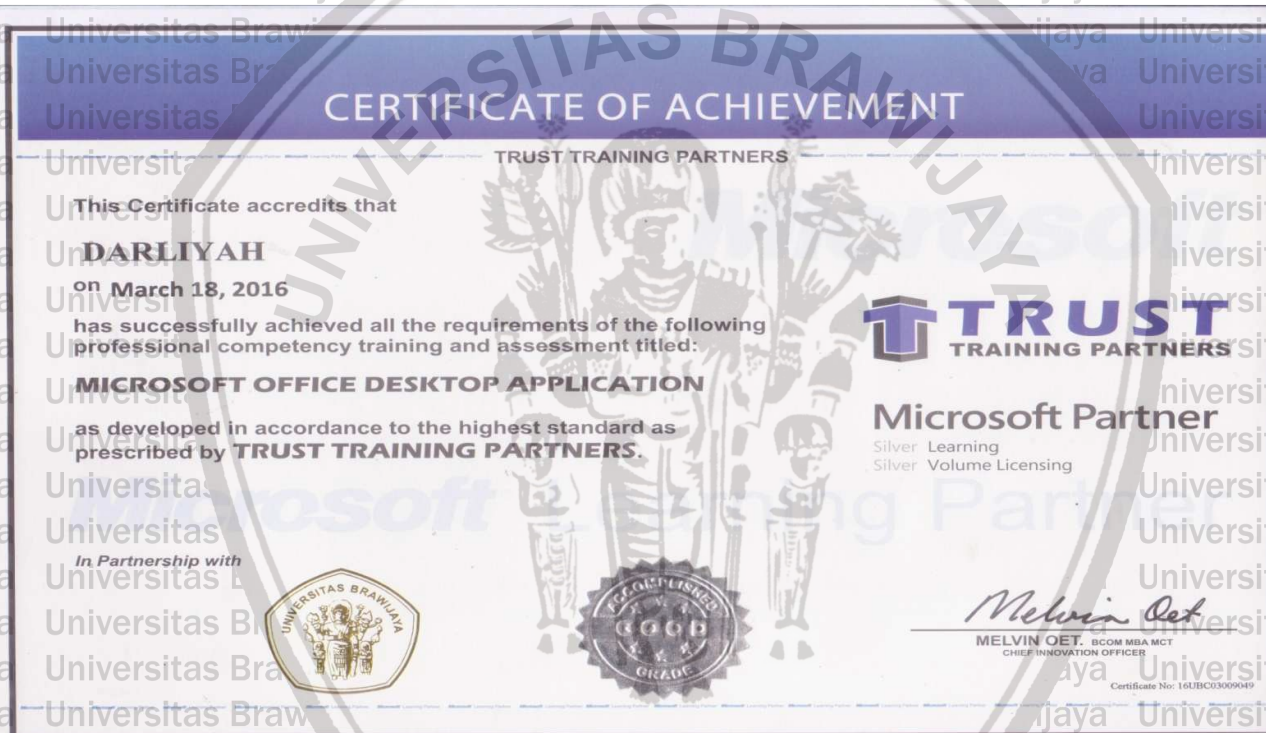 CERTIFICATE OF ACHIEVEMENT
TRUST TRAINING PARTNERS
This Certificate accredits that
DARLIYAH
on March 18, 2016
has successfully achieved all the requirements of the following
professional competency training and assessment titled:
MICROSOFT OFFICE DESKTOP APPLICATION
as developed in accordance to the highest standard as
prescribed by TRUST TRAINING PARTNERS.
TRUST
TRAINING PARTNERS
Microsoft Partner
Silver Learning
Silver Volume Licensing
Microsoft Learning Partner
In Partnership with
UNIVERSITAS BRAWIJAYA
ACCOMPLISHED
GOOD
GRADE
Melvin Oet
MELVIN OET. BCOM MBA MCT
CHIEF INNOVATION OFFICER
Certificate No: 16UBC03009049
UNIVERSITAS BRAWIJAYA
Universitas Brawijaya